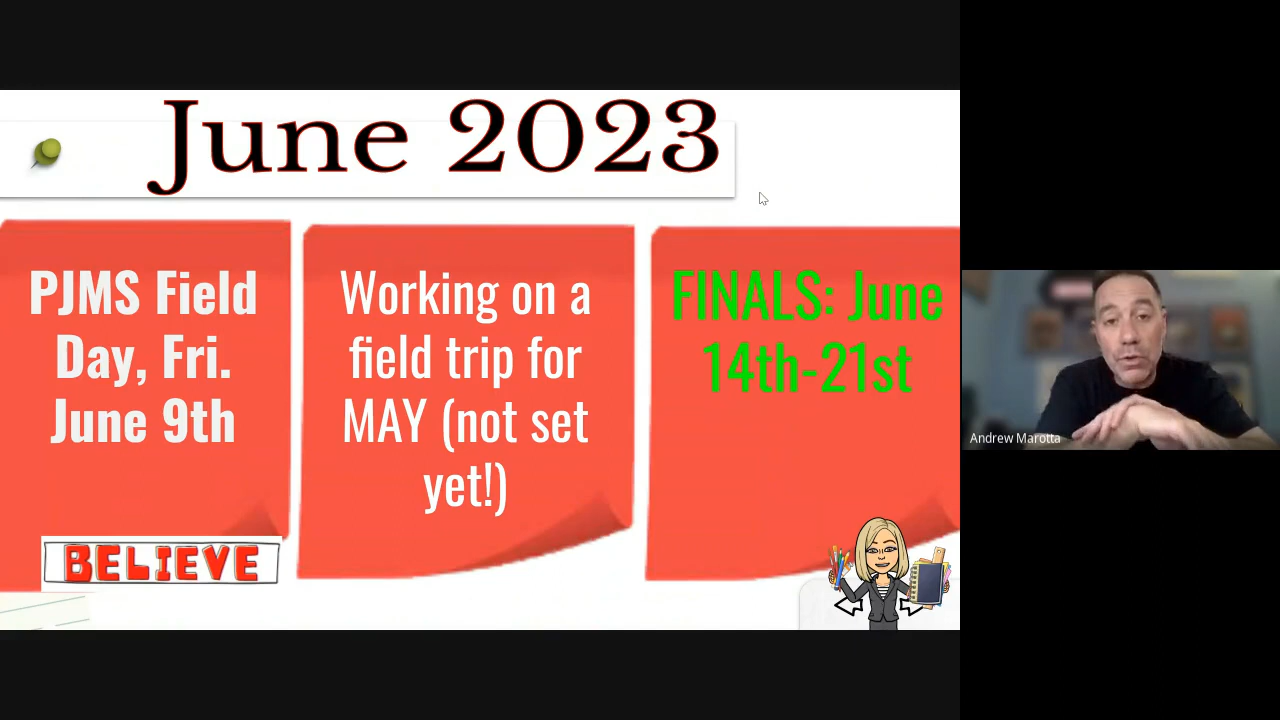 June 2023
PJMS Field
Day, Fri.
June 9th
Working on a
field trip for
MAY (not set
yet!)
FINALS: June
14th-21st
BELIEVE
Andrew Marotta